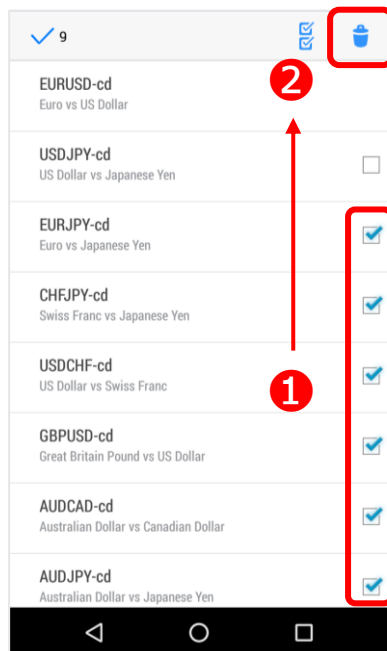 9
2
EURUSD-cd
Euro vs US Dollar
USDJPY-cd
US Dollar vs Japanese Yen
EURJPY-cd
Euro vs Japanese Yen
CHFJPY-cd
Swiss Franc vs Japanese Yen
USDCHF-cd
US Dollar vs Swiss Franc
1
GBPUSD-cd
Great Britain Pound vs US Dollar
AUDCAD-cd
Australian Dollar vs Canadian Dollar
AUDJPY-cd
Australian Dollar vs Japanese Yen